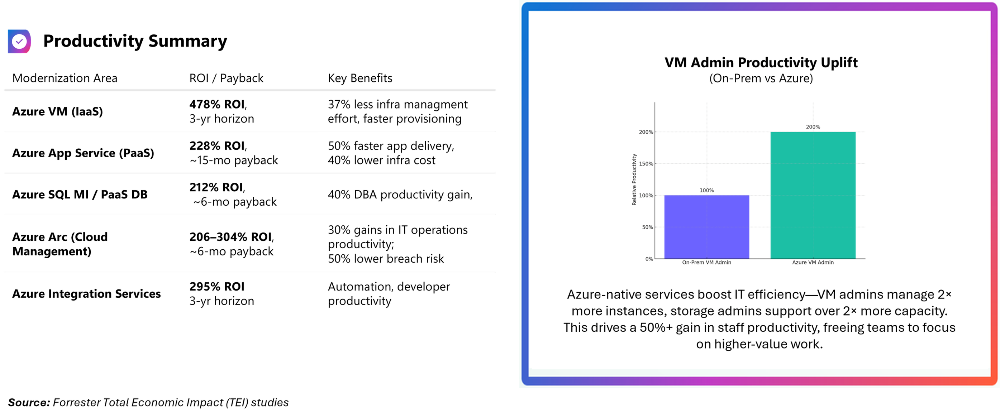 Productivity Summary
Modernization Area
ROI / Payback
Key Benefits
Azure VM (IaaS)
478% ROI,
3-yr horizon
37% less infra managment
effort, faster provisioning
Azure App Service (PaaS)
228% ROI,
~15-mo payback
50% faster app delivery,
40% lower infra cost
Azure SQL MI / PaaS DB
212% ROI,
~6-mo payback
40% DBA productivity gain,
Azure Arc (Cloud
Management)
206–304% ROI,
~6-mo payback
30% gains in IT operations
productivity;
50% lower breach risk
Azure Integration Services
295% ROI
3-yr horizon
Automation, developer
productivity
Source: Forrester Total Economic Impact (TEI) studies
VM Admin Productivity Uplift
(On-Prem vs Azure)
Relative Productivity
200%
150%
100%
50%
0%
100%
200%
On-Prem VM Admin
Azure VM Admin
Azure-native services boost IT efficiency—VM admins manage 2×
more instances, storage admins support over 2× more capacity.
This drives a 50%+ gain in staff productivity, freeing teams to focus
on higher-value work.